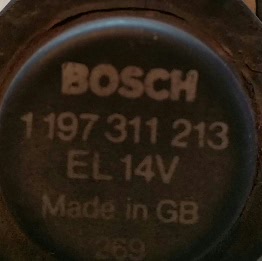 BOSCH
1 197 311 213
EL 14V
Made in GB
269